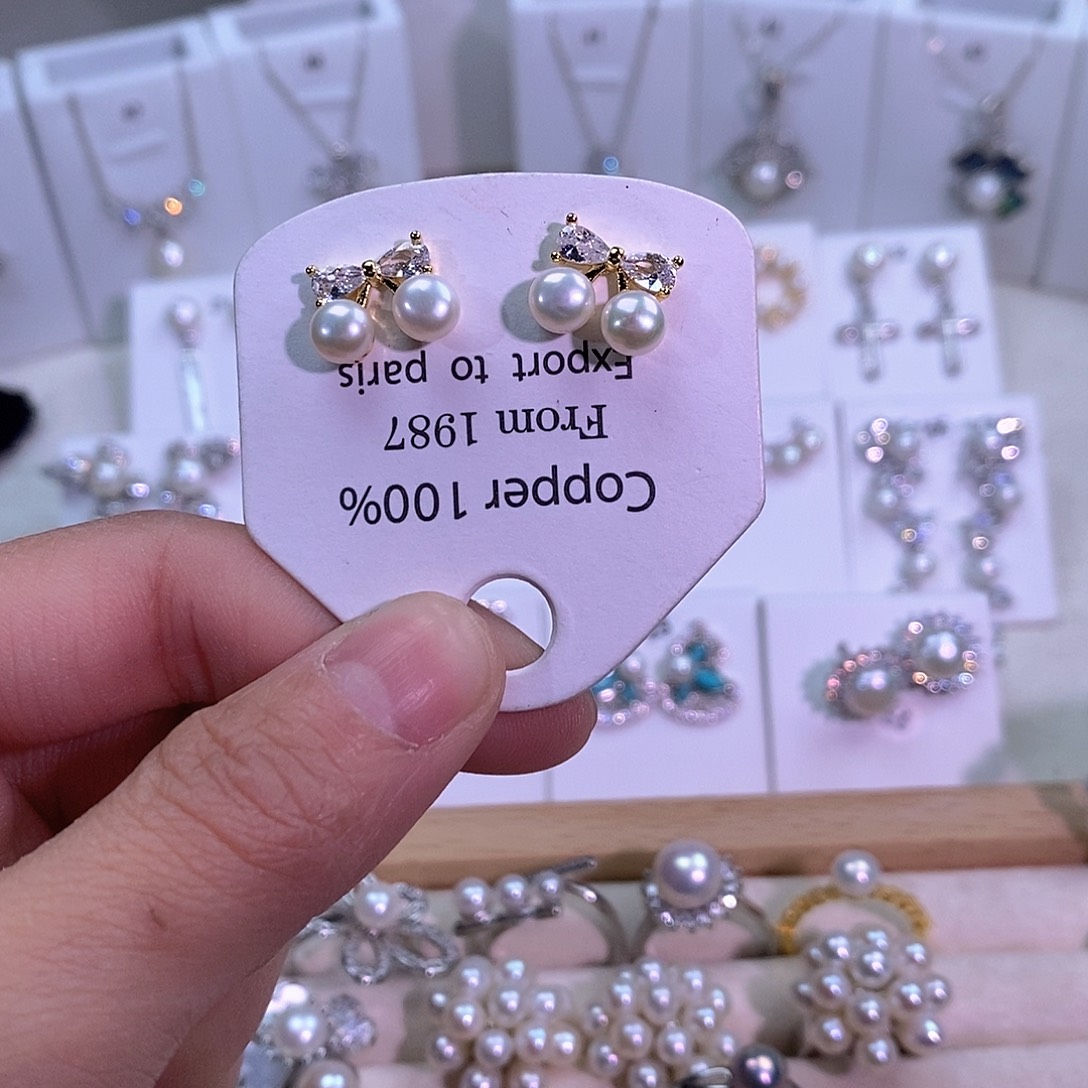 Copper 100%
From 1987
Export to paris